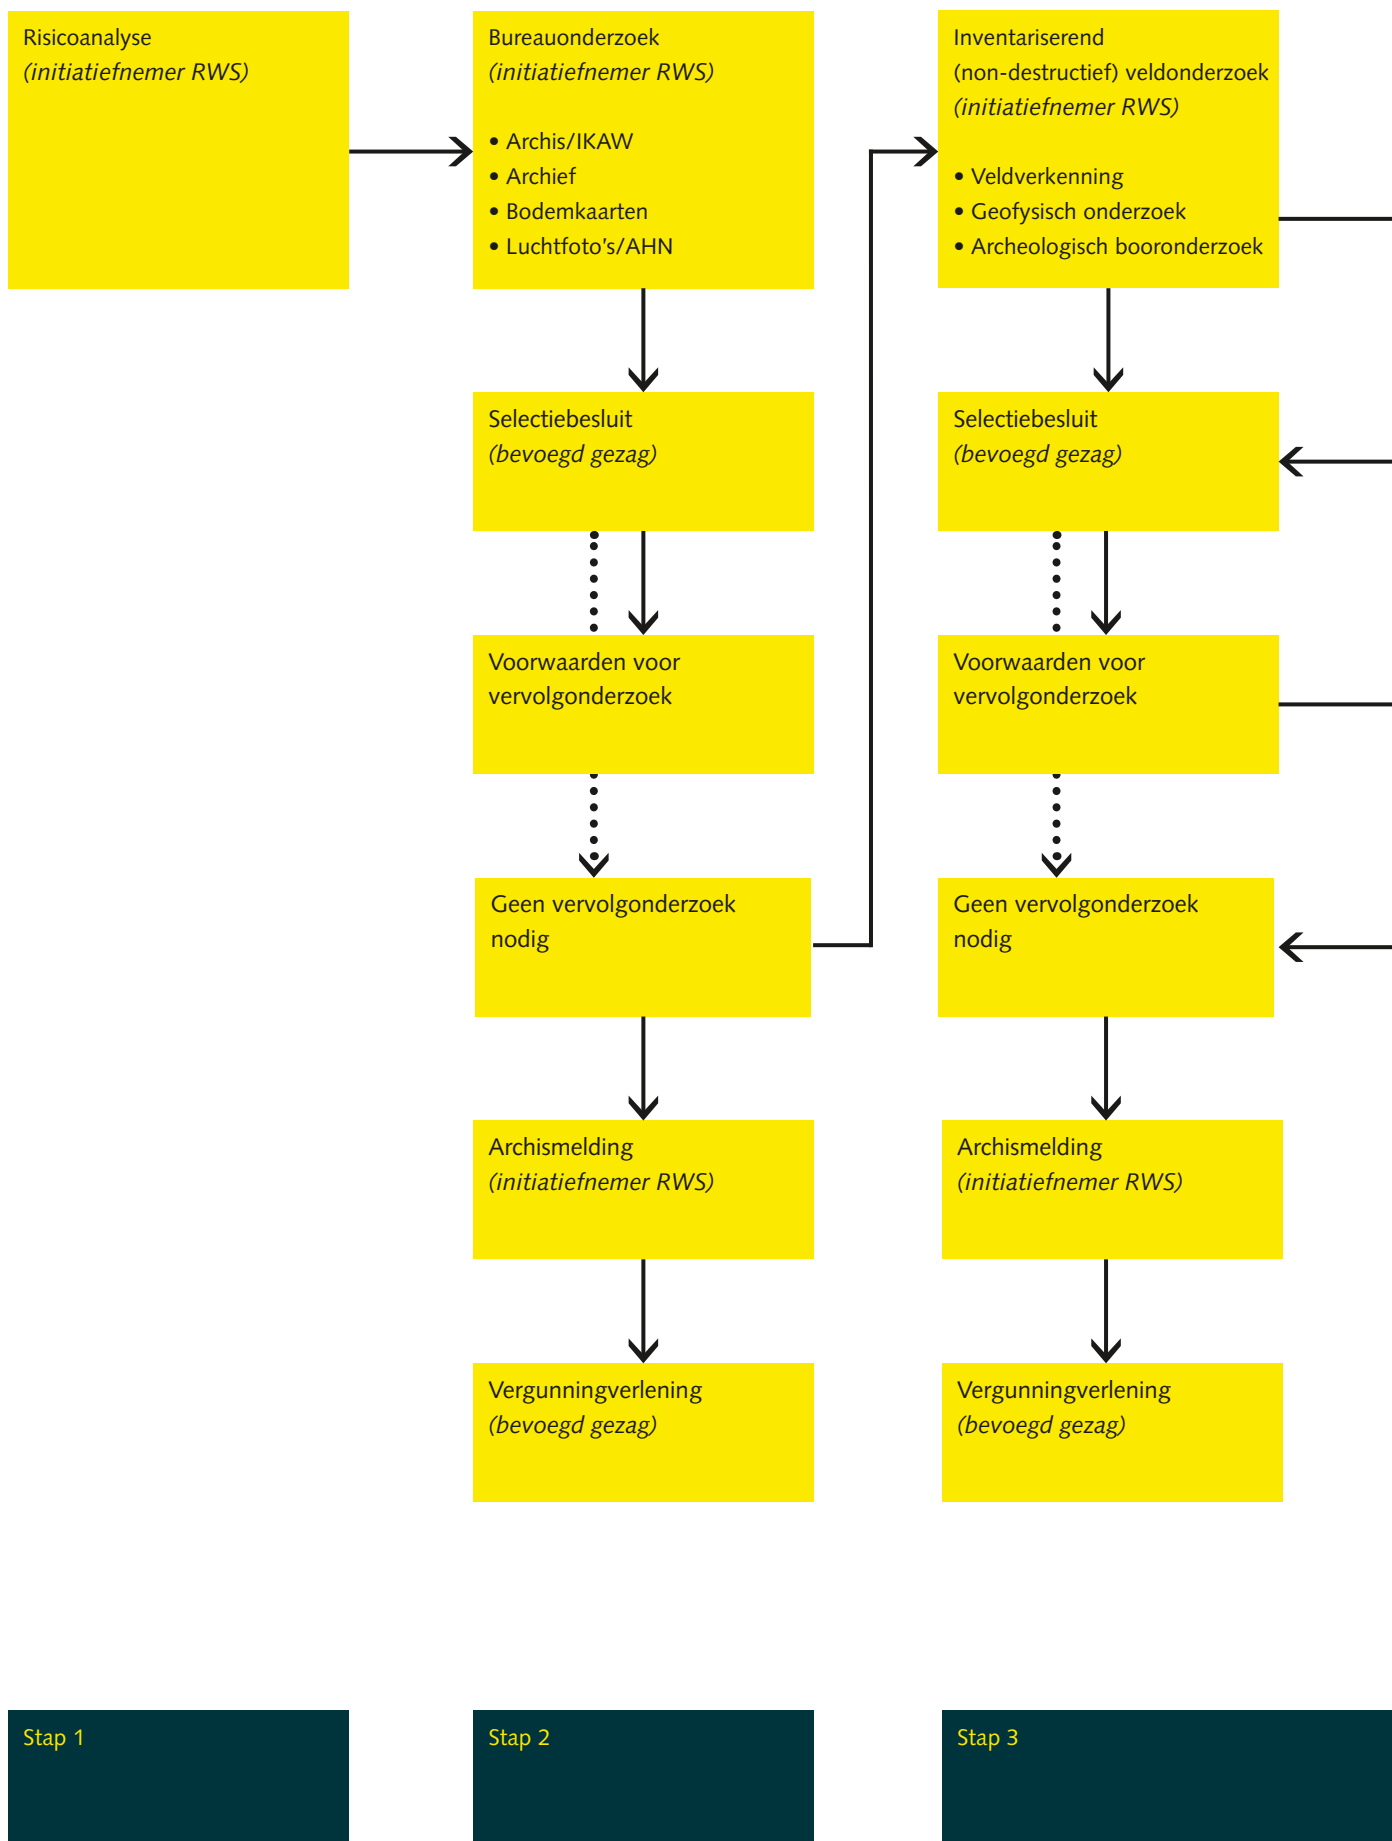 Risicoanalyse
(initiatiefnemer RWS)
Bureauonderzoek
(initiatiefnemer RWS)
• Archis/IKAW
• Archief
• Bodemkaarten
• Luchtfoto's/AHN
Selectiebesluit
(bevoegd gezag)
Voorwaarden voor
vervolgonderzoek
Geen vervolgonderzoek
nodig
Archismelding
(initiatiefnemer RWS)
Vergunningverlening
(bevoegd gezag)
Inventariserend
(non-destructief) veldonderzoek
(initiatiefnemer RWS)
• Veldverkenning
• Geofysisch onderzoek
• Archeologisch booronderzoek
Selectiebesluit
(bevoegd gezag)
Voorwaarden voor
vervolgonderzoek
Geen vervolgonderzoek
nodig
Archismelding
(initiatiefnemer RWS)
Vergunningverlening
(bevoegd gezag)
Stap 1
Stap 2
Stap 3